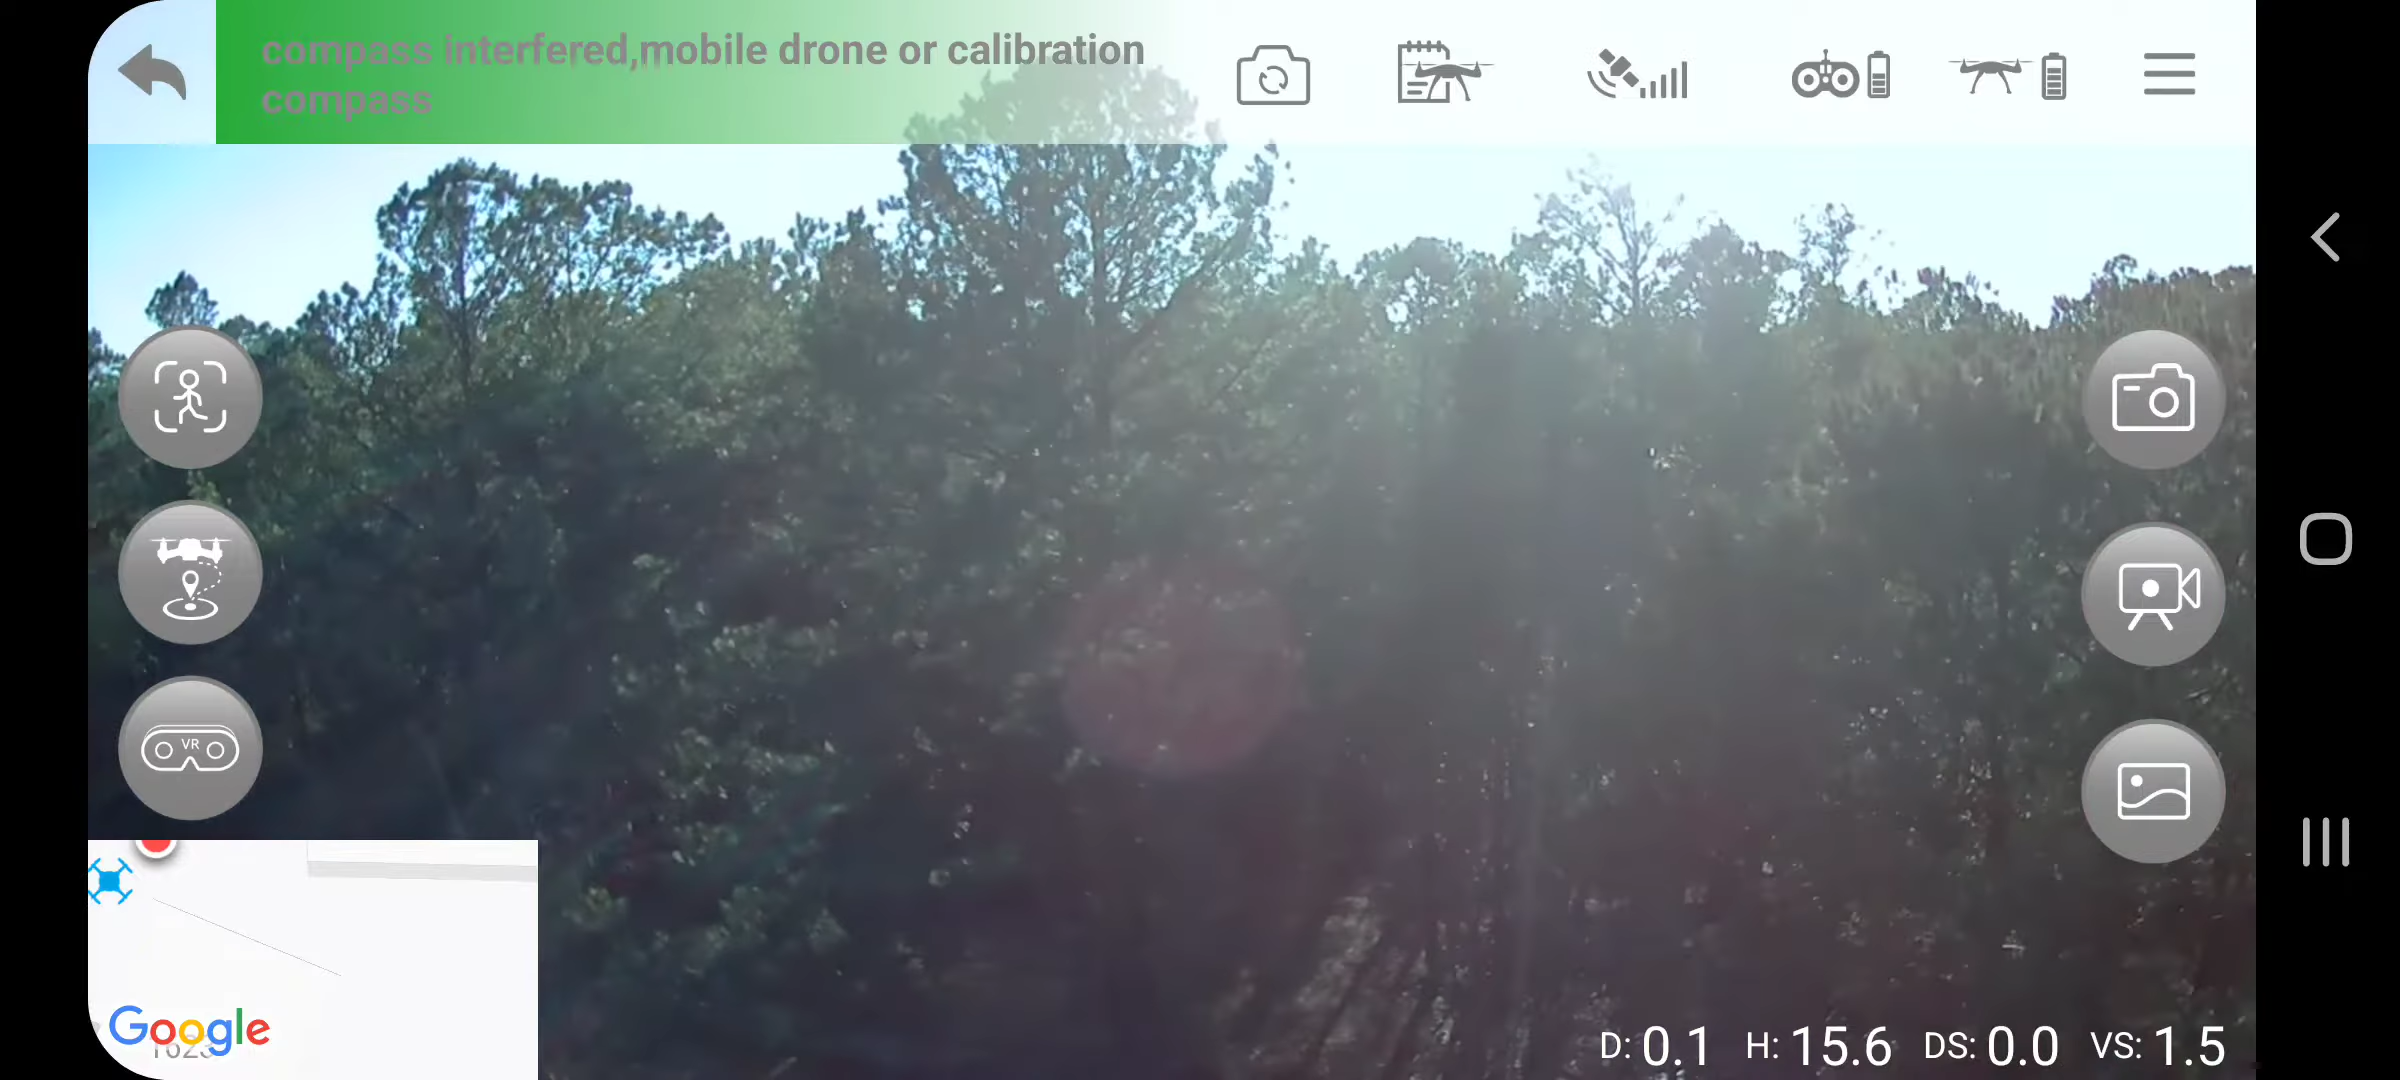 compass interfered,mobile drone or calibration
compass
VR
Google
D: 0.1 H: 15.6 DS: 0.0 VS: 1.5